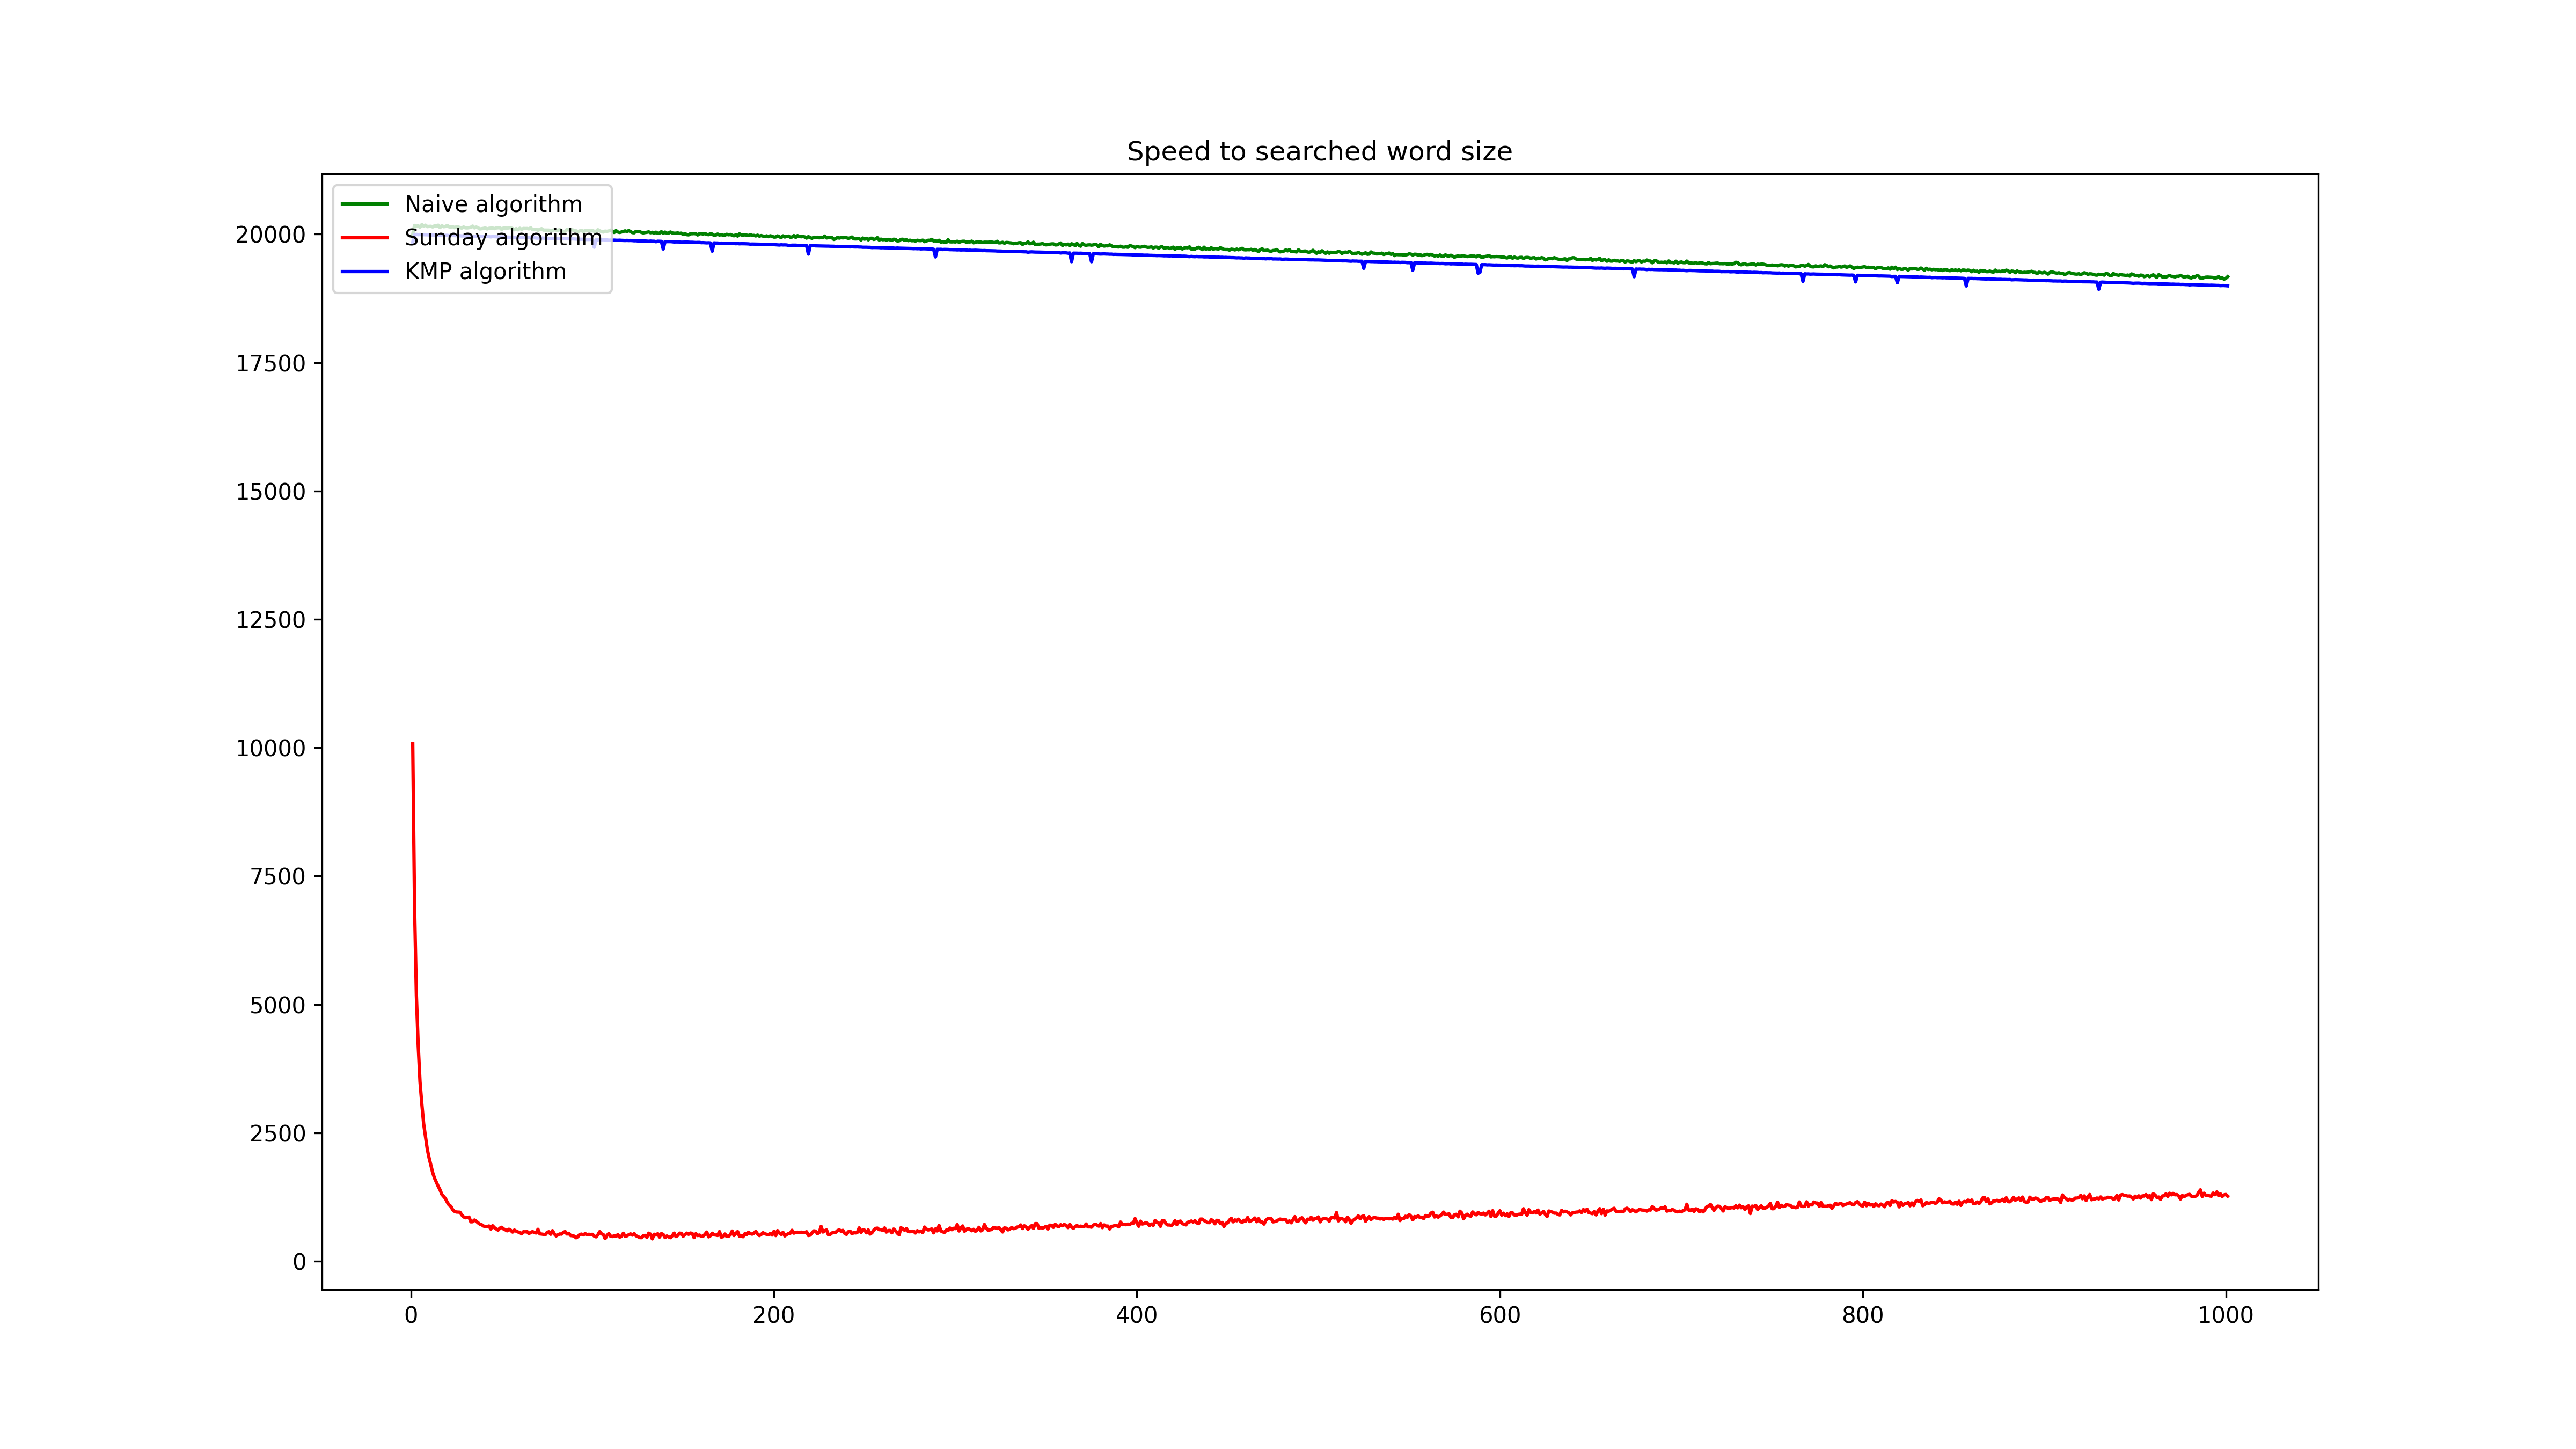 Speed to searched word size
Naive algorithm
Sunday algorithm
KMP algorithm
20000
17500
15000
12500
10000
7500
5000
2500
0
0 200 400 600 800 1000